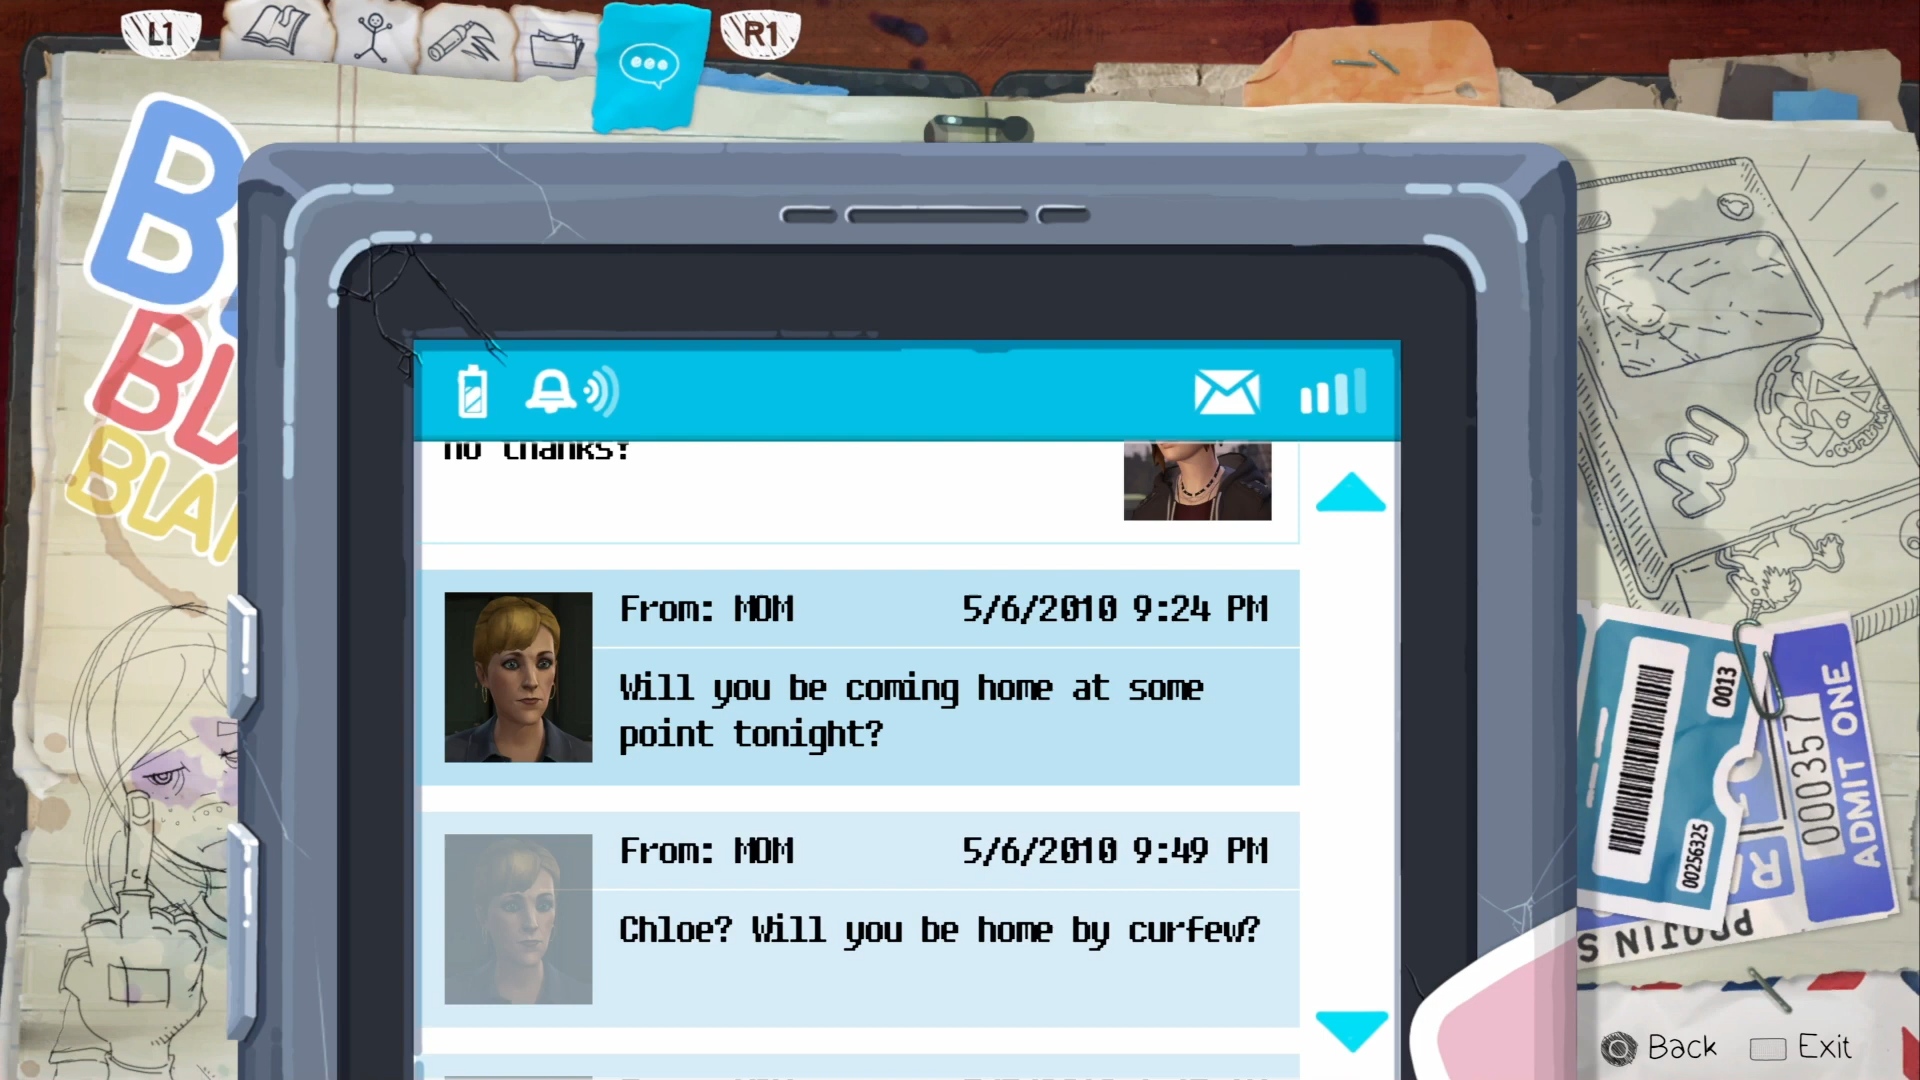 L1
R1
no thanks?
From: MOM 5/6/2010 9:24 PM
Will you be coming home at some
point tonight?
From: MOM 5/6/2010 9:49 PM
Chloe? Will you be home by curfew?
0013
00256325
000357
ADMIT ONE
Back
Exit